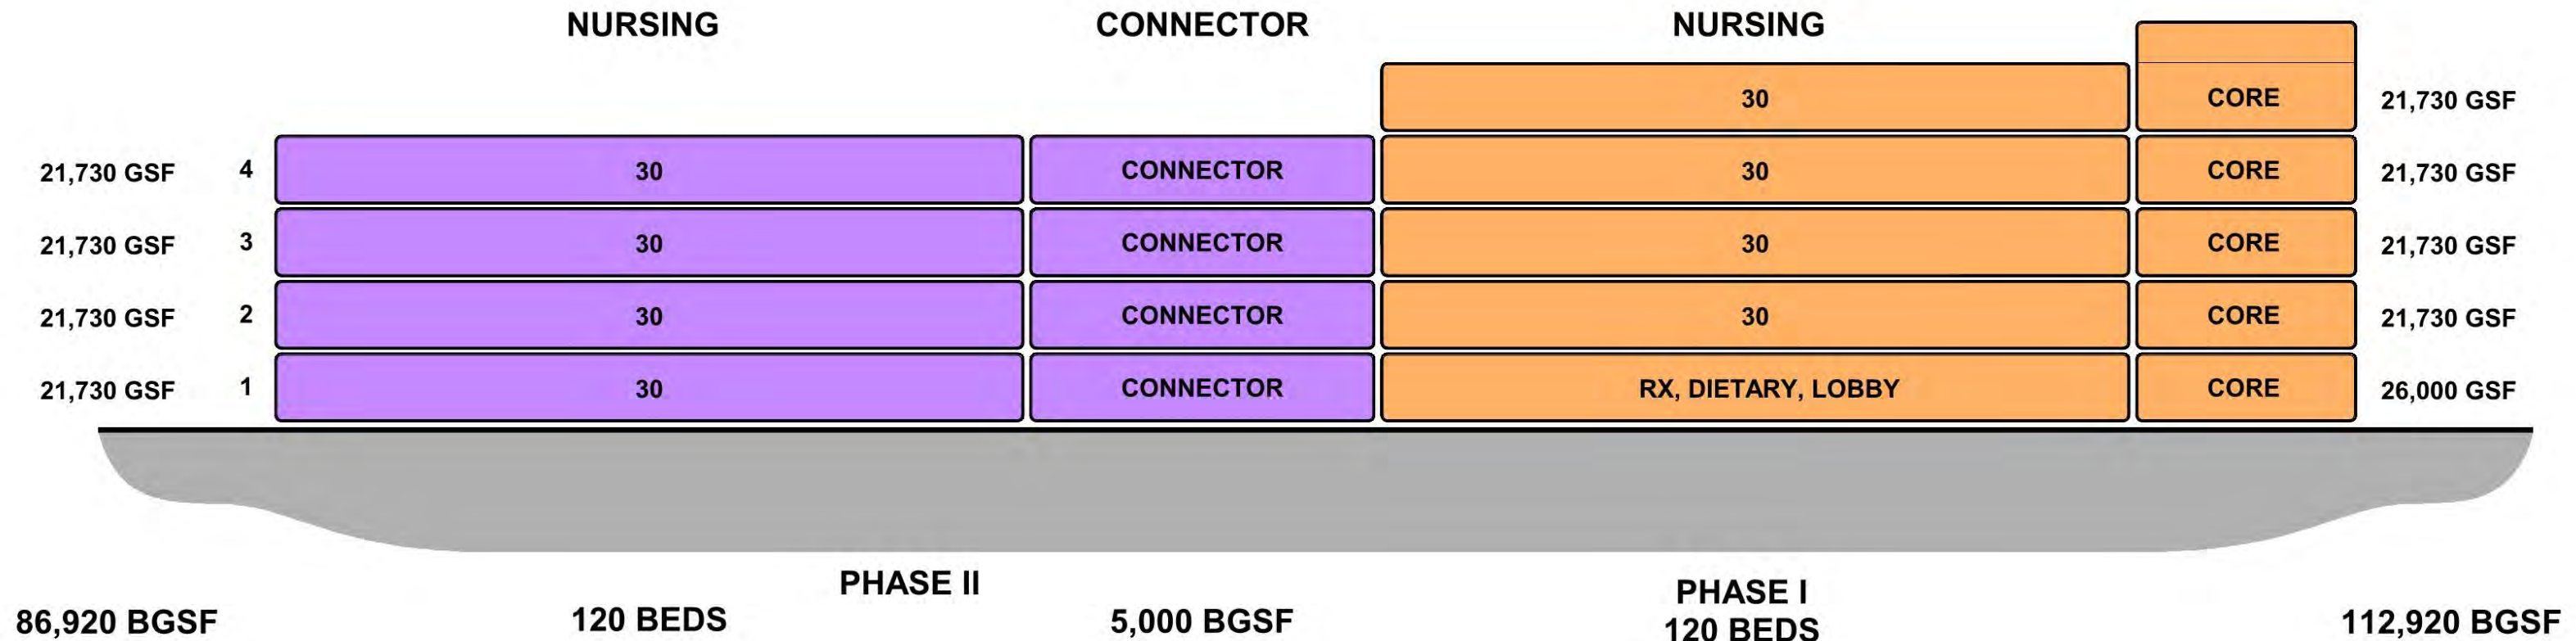 NURSING CONNECTOR NURSING
30 CORE 21,730 GSF
21,730 GSF 4 30 CONNECTOR 30 CORE 21,730 GSF
21,730 GSF 3 30 CONNECTOR 30 CORE 21,730 GSF
21,730 GSF 2 30 CONNECTOR 30 CORE 21,730 GSF
21,730 GSF 1 30 CONNECTOR RX, DIETARY, LOBBY CORE 26,000 GSF
PHASE II PHASE I
86,920 BGSF 120 BEDS 5,000 BGSF 120 BEDS 112,920 BGSF